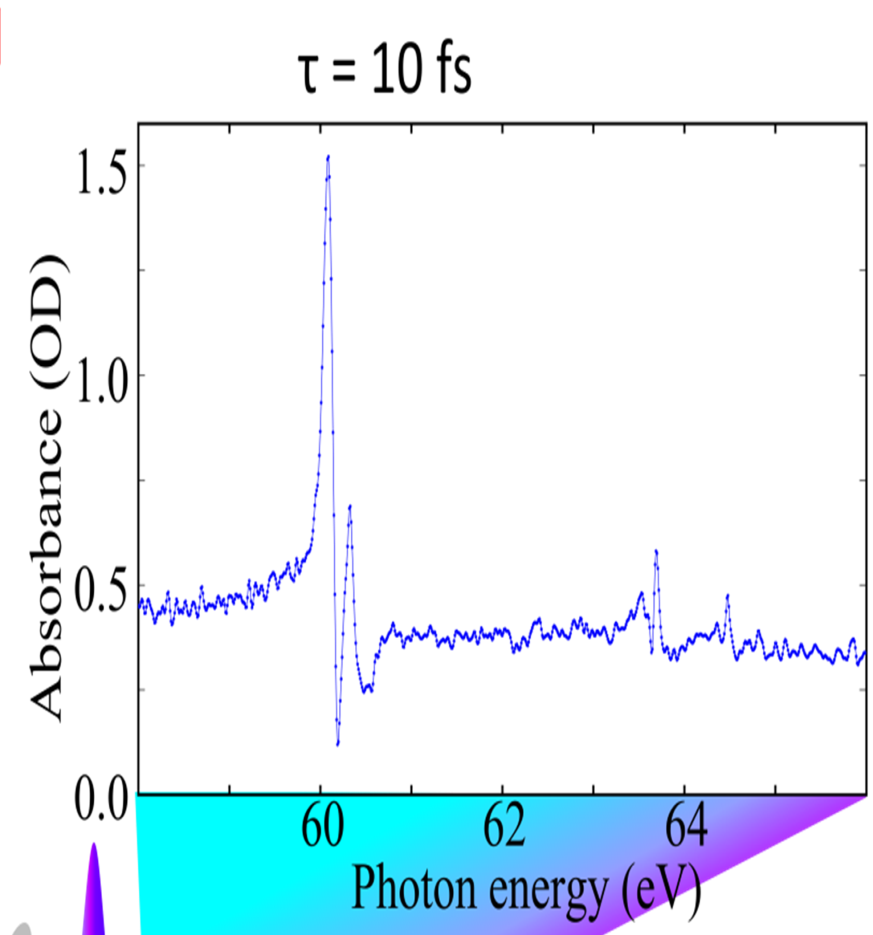 τ = 10 fs
1.5
1.0
0.5
0.0
Absorbance (OD)
60 62 64
Photon energy (eV)